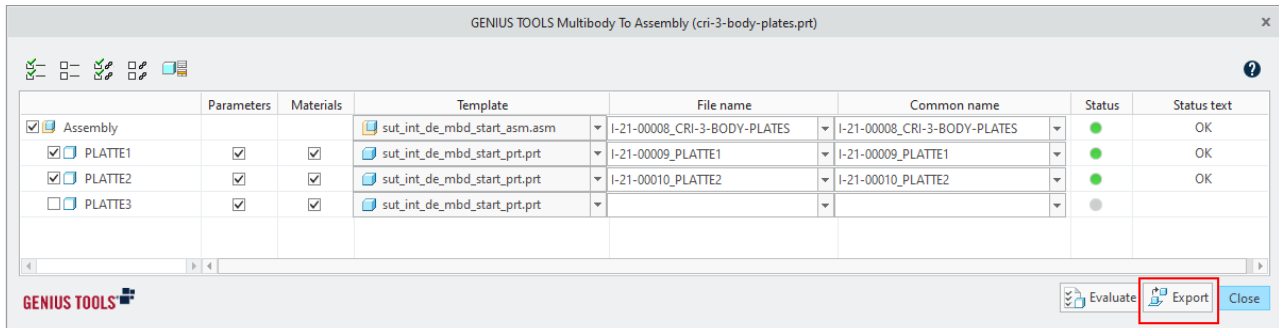 GENIUS TOOLS Multibody To Assembly (cri-3-body-plates.prt) x
?
Parameters Materials Template File name Common name Status Status text
Assembly sut_int_de_mbd_start_asm.asm I-21-00008_CRI-3-BODY-PLATES I-21-00008_CRI-3-BODY-PLATES OK
PLATTE1 sut_int_de_mbd_start_prt.prt I-21-00009_PLATTE1 I-21-00009_PLATTE1 OK
PLATTE2 sut_int_de_mbd_start_prt.prt I-21-00010_PLATTE2 I-21-00010_PLATTE2 OK
PLATTE3 sut_int_de_mbd_start_prt.prt
GENIUS TOOLS Evaluate Export Close